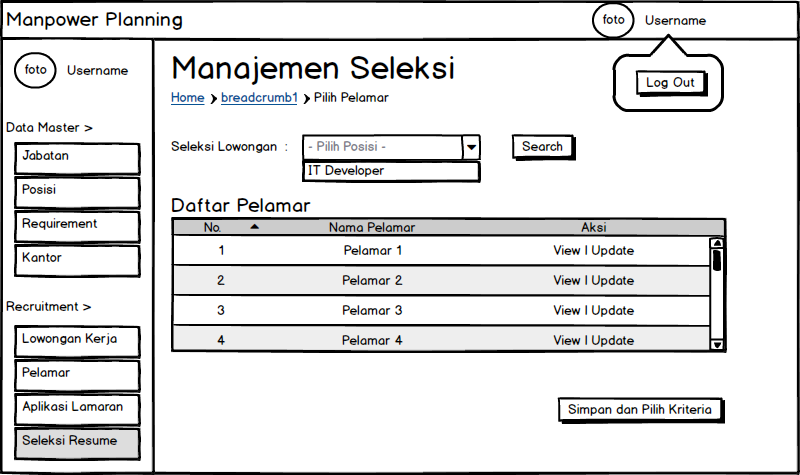 Manpower Planning
foto Username
Log Out
foto Username
Data Master >
Jabatan
Posisi
Requirement
Kantor
Recruitment >
Lowongan Kerja
Pelamar
Aplikasi Lamaran
Seleksi Resume
Manajemen Seleksi
Home > breadcrumb1 > Pilih Pelamar
Seleksi Lowongan : - Pilih Posisi - Search
IT Developer
Daftar Pelamar
No. Nama Pelamar Aksi
1 Pelamar 1 View | Update
2 Pelamar 2 View | Update
3 Pelamar 3 View | Update
4 Pelamar 4 View | Update
Simpan dan Pilih Kriteria